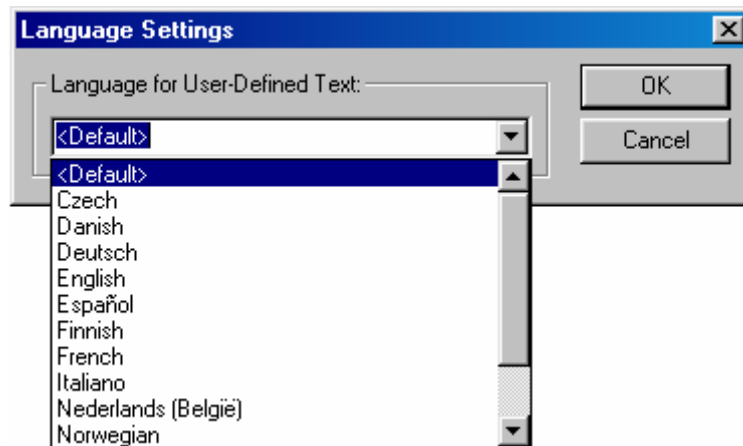 Language Settings
Language for User-Defined Text:
OK
<Default>
Cancel
<Default>
Czech
Danish
Deutsch
English
Español
Finnish
French
Italiano
Nederlands (België)
Norwegian